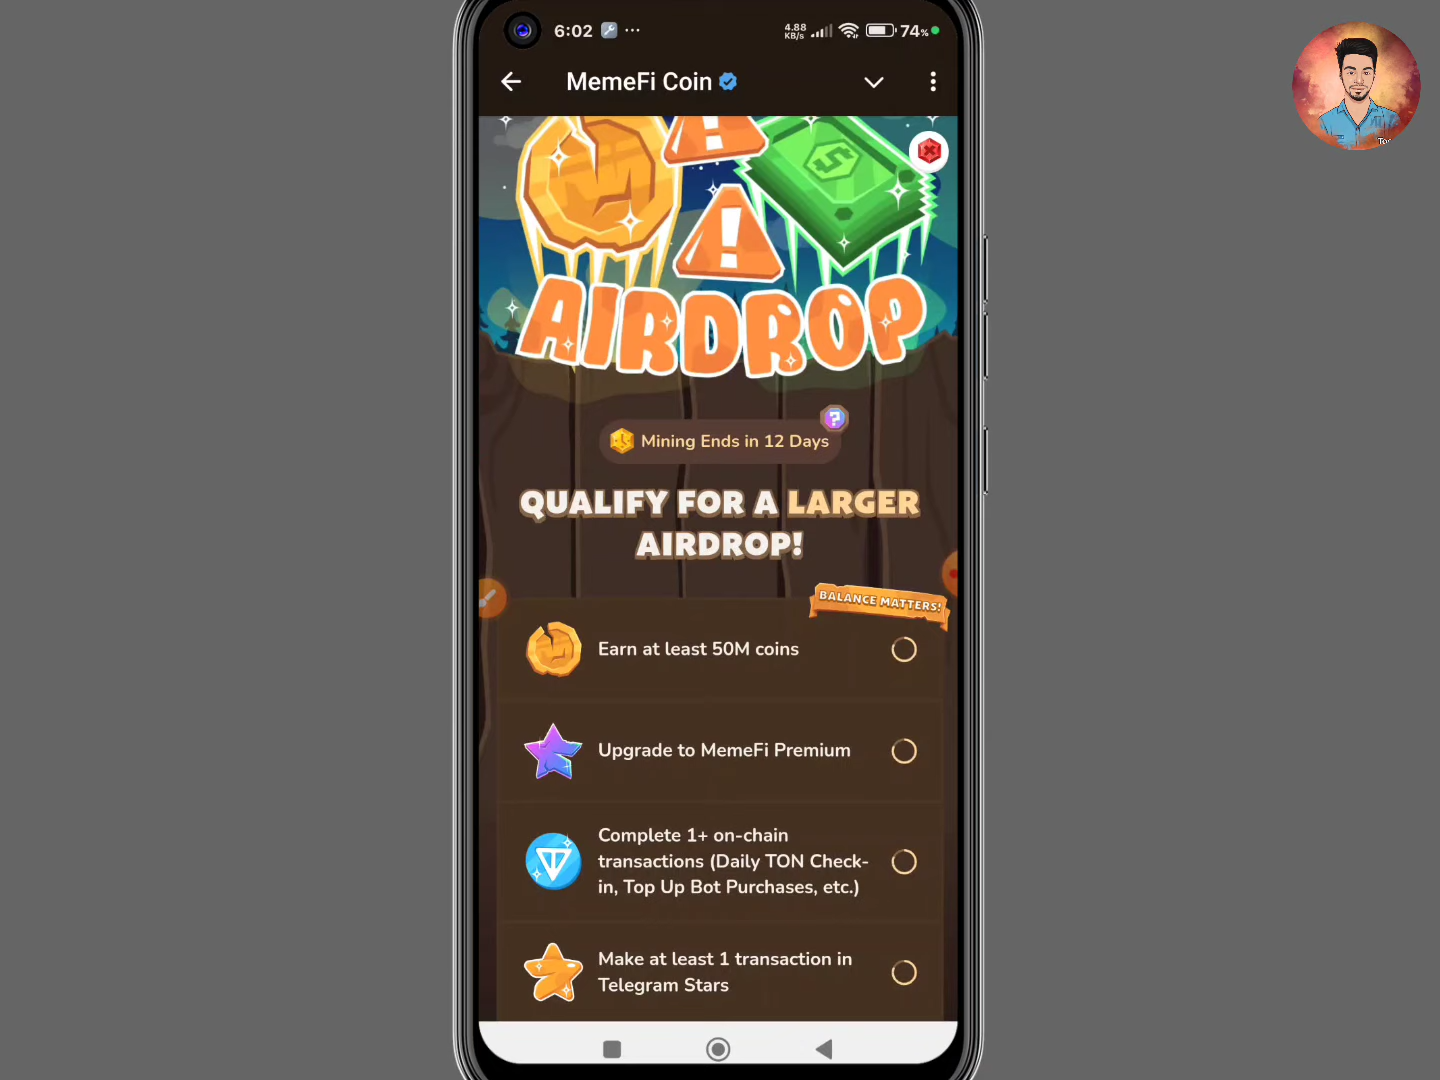 6:02
4.88
KB/s
74%
MemeFi Coin
AIRDROP
Mining Ends in 12 Days
QUALIFY FOR A LARGER
AIRDROP!
BALANCE MATTERS!
Earn at least 50M coins
Upgrade to MemeFi Premium
Complete 1+ on-chain
transactions (Daily TON Check-
in, Top Up Bot Purchases, etc.)
Make at least 1 transaction in
Telegram Stars